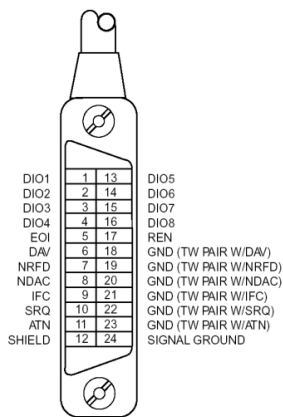 DIO1 1 13 DIO5
DIO2 2 14 DIO6
DIO3 3 15 DIO7
DIO4 4 16 DIO8
EOI 5 17 REN
DAV 6 18 GND (TW PAIR W/DAV)
NRFD 7 19 GND (TW PAIR W/NRFD)
NDAC 8 20 GND (TW PAIR W/NDAC)
IFC 9 21 GND (TW PAIR W/IFC)
SRQ 10 22 GND (TW PAIR W/SRQ)
ATN 11 23 GND (TW PAIR W/ATN)
SHIELD 12 24 SIGNAL GROUND